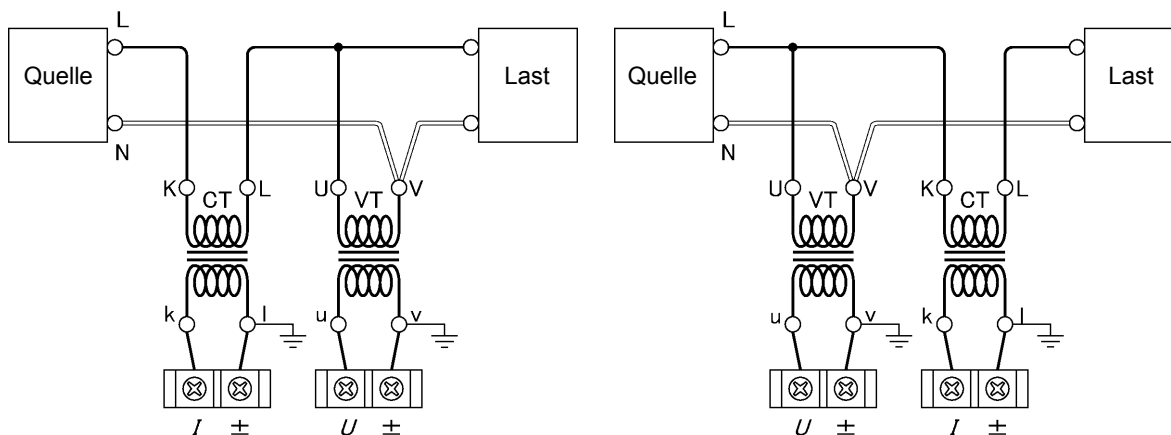 L L
Quelle Last Quelle Last
N N
K CT L U VT V U VT V K CT L
k l u v u v k l
I ± U ± U ± I ±